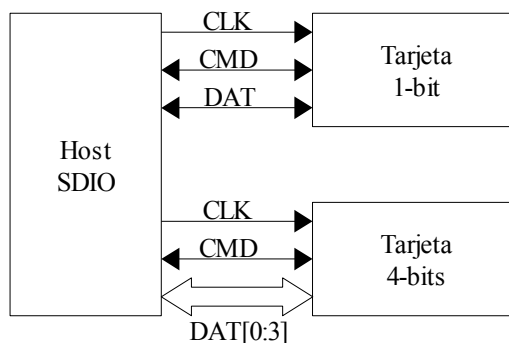 CLK
CMD
DAT
Tarjeta
1-bit
Host
SDIO
CLK
CMD
DAT[0:3]
Tarjeta
4-bits